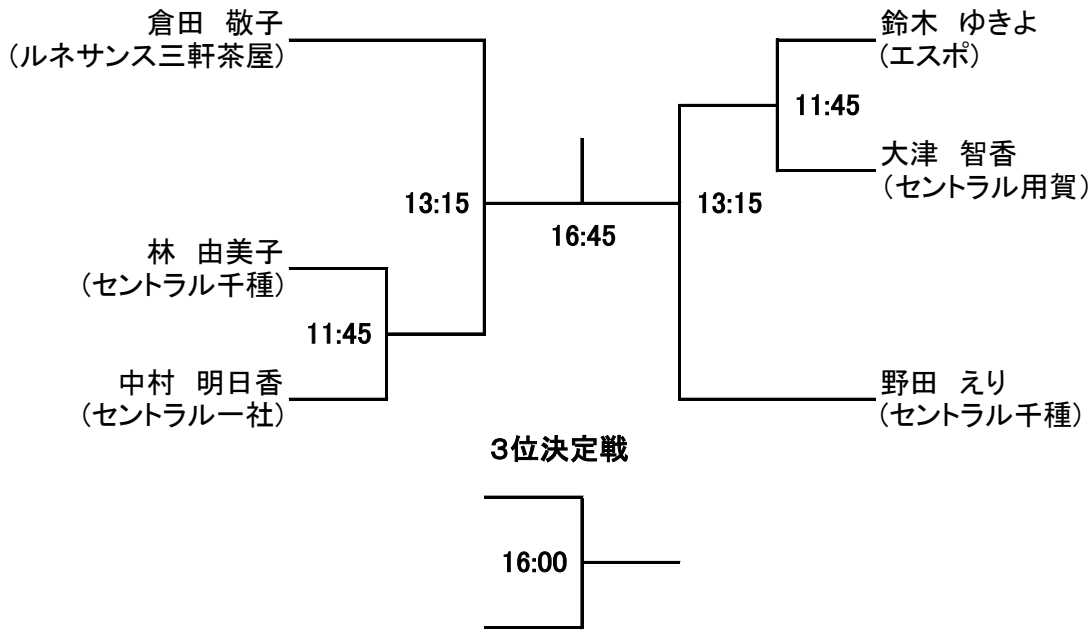 倉田　敬子
(ルネサンス三軒茶屋)
鈴木　ゆきよ
(エスポ)
11:45
大津　智香
(セントラル用賀)
13:15
13:15
16:45
林　由美子
(セントラル千種)
11:45
中村　明日香
(セントラル一社)
野田　えり
(セントラル千種)
３位決定戦
16:00